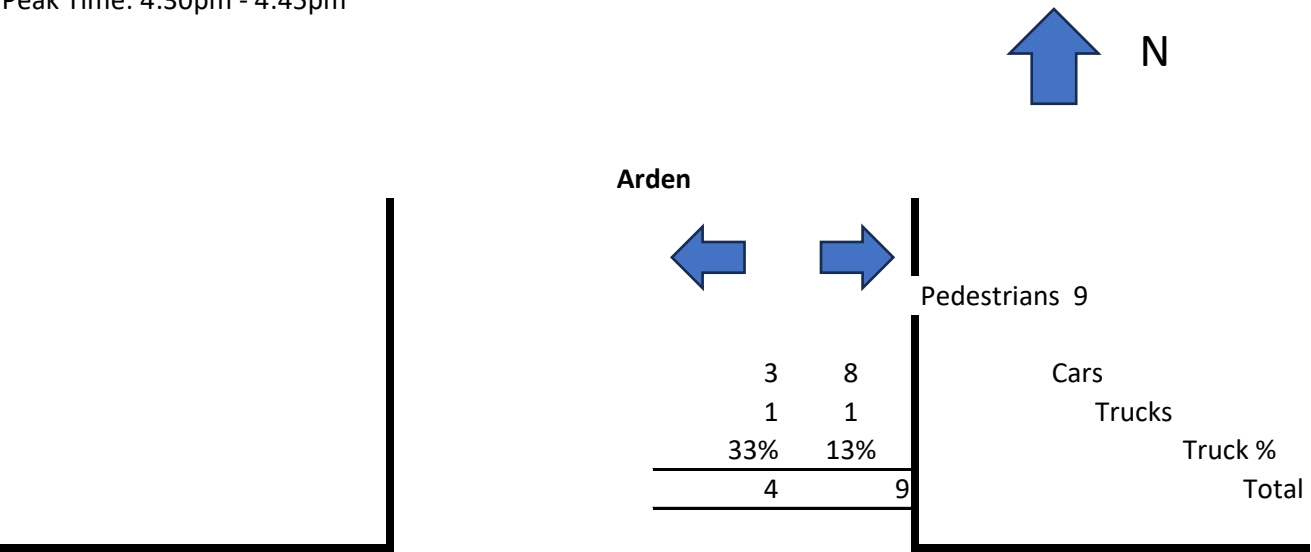 Peak Time: 4:30pm - 4:45pm
N
Arden
Pedestrians 9
3 8 Cars
1 1 Trucks
33% 13% Truck %
4 9 Total